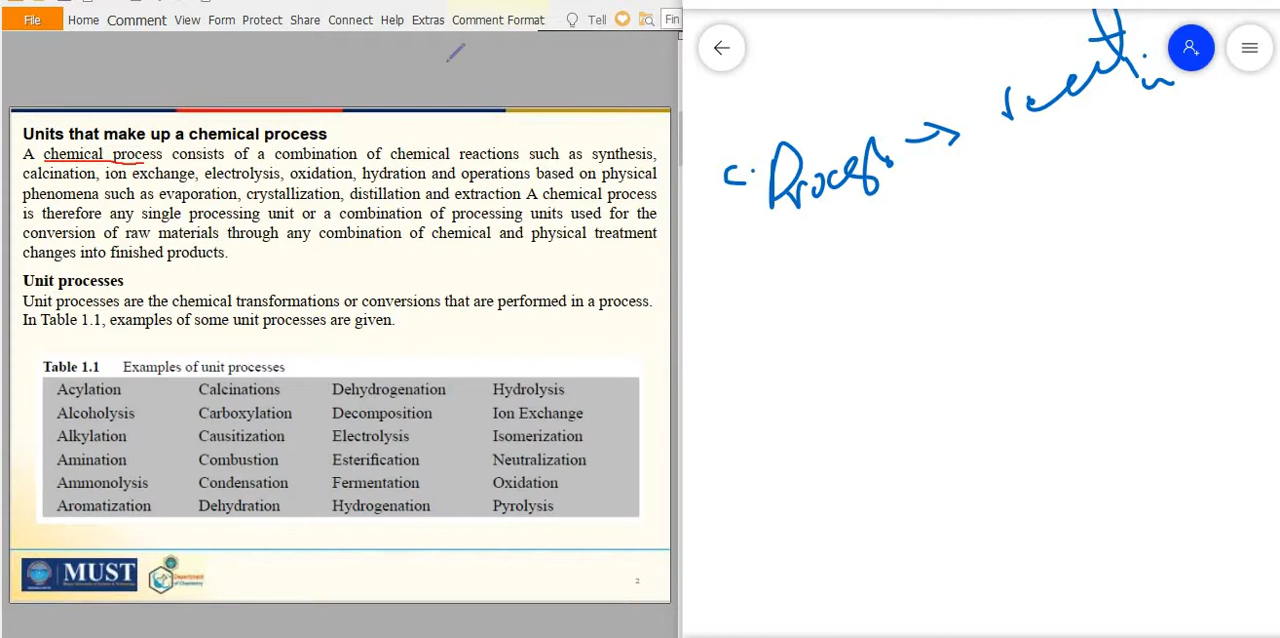 File Home Comment View Form Protect Share Connect Help Extras Comment Format Tell Fin
Units that make up a chemical process
A chemical process consists of a combination of chemical reactions such as synthesis,
calcination, ion exchange, electrolysis, oxidation, hydration and operations based on physical
phenomena such as evaporation, crystallization, distillation and extraction A chemical process
is therefore any single processing unit or a combination of processing units used for the
conversion of raw materials through any combination of chemical and physical treatment
changes into finished products.
Unit processes
Unit processes are the chemical transformations or conversions that are performed in a process.
In Table 1.1, examples of some unit processes are given.
Table 1.1 Examples of unit processes
Acylation Calcinations Dehydrogenation Hydrolysis
Alcoholysis Carboxylation Decomposition Ion Exchange
Alkylation Causitization Electrolysis Isomerization
Amination Combustion Esterification Neutralization
Ammonolysis Condensation Fermentation Oxidation
Aromatization Dehydration Hydrogenation Pyrolysis
MUST
Department
of Chemistry
2
C. Process →